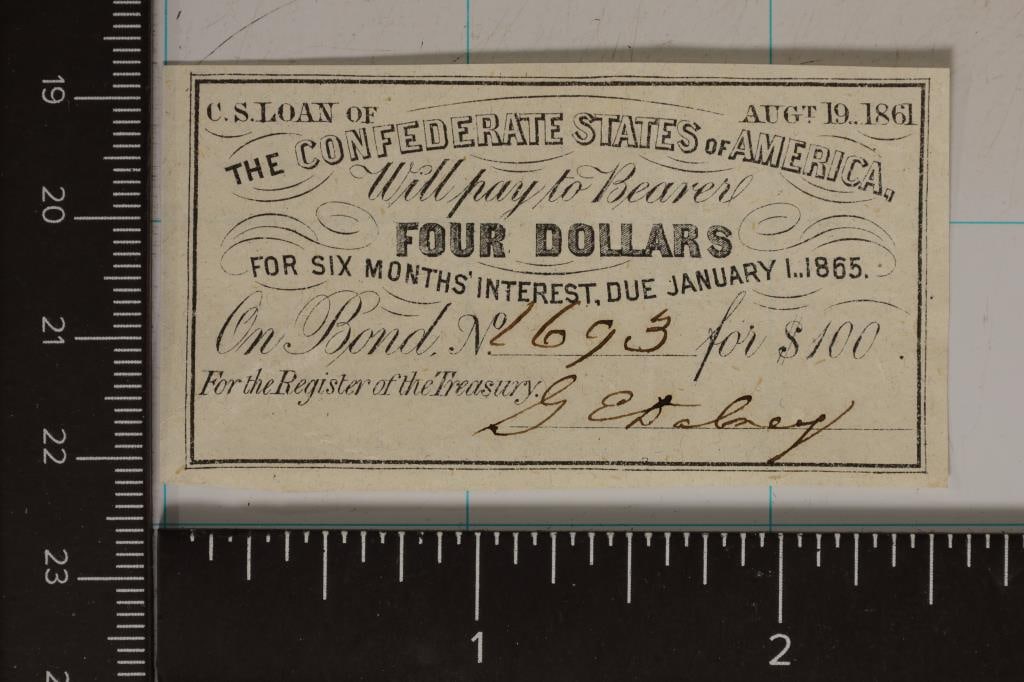 C. S. LOAN OF AUGT 19..1861
THE CONFEDERATE STATES OF AMERICA.,
Will pay to Bearer
FOUR DOLLARS
FOR SIX MONTHS' INTEREST, DUE JANUARY 1..1865.
On Bond. No. 1693 for $100.
For the Register of the Treasury. G E Dabney
19
20
21
22
23
1 2